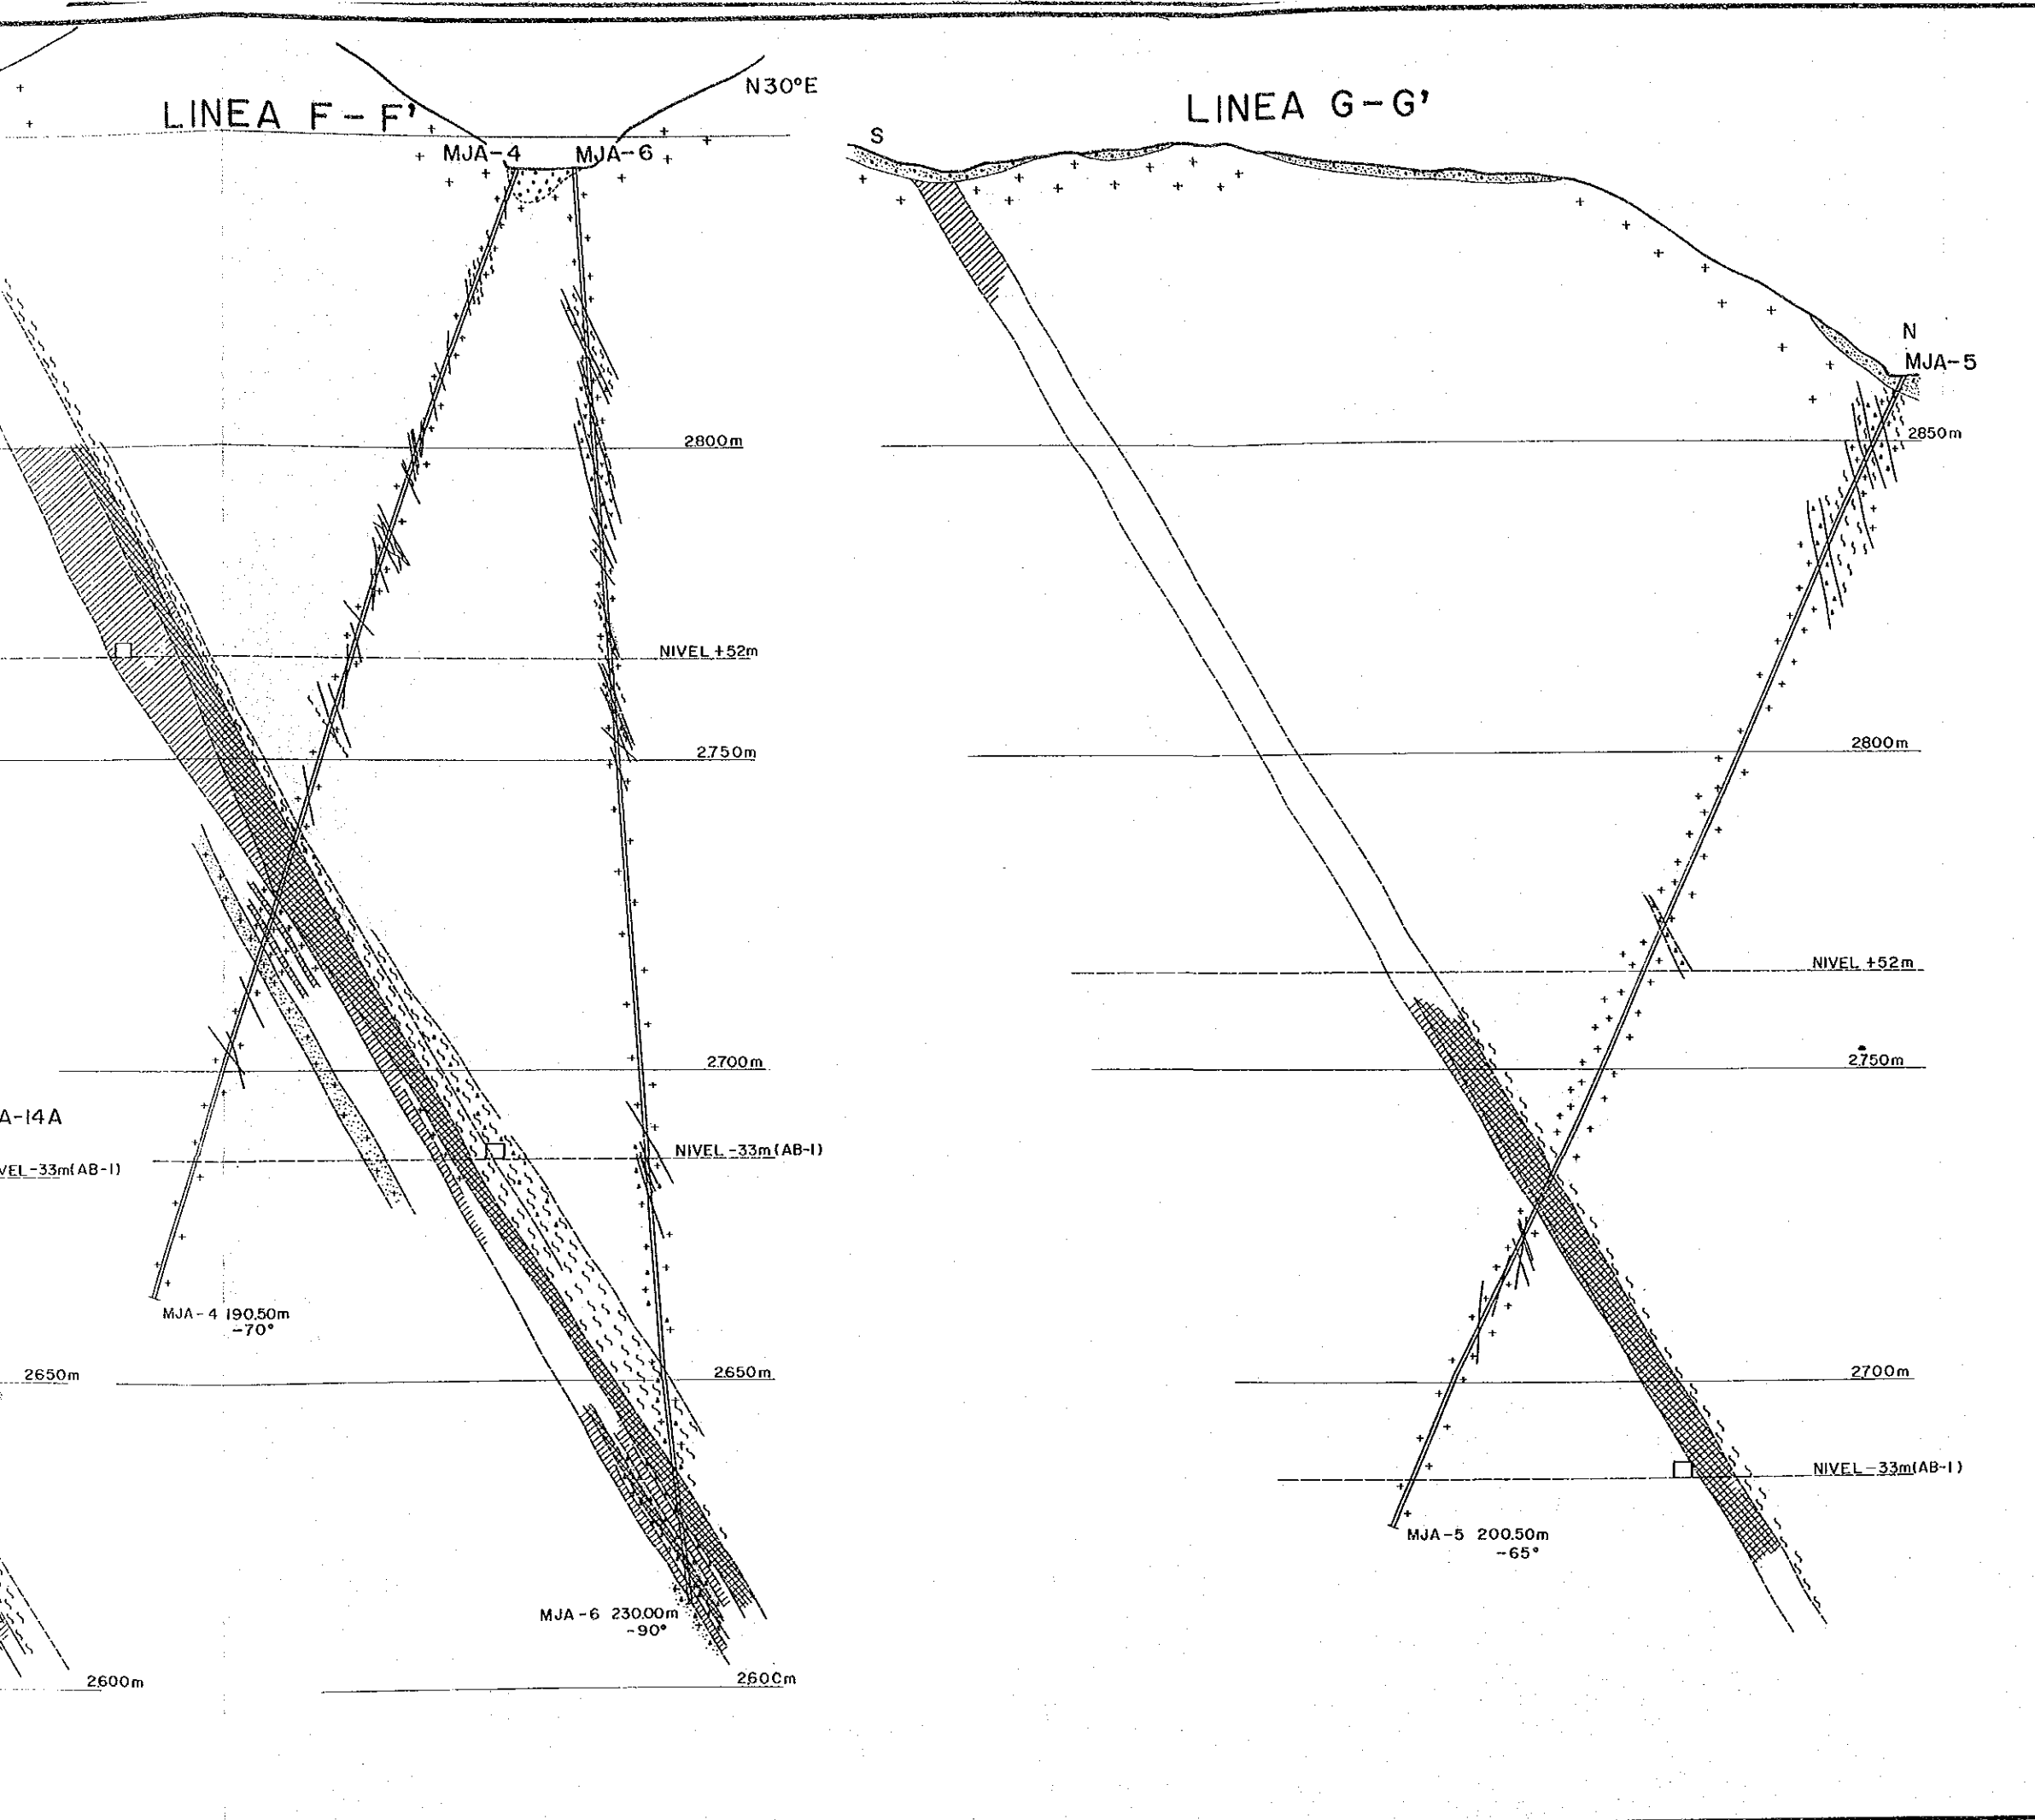 LINEA F-F'
N30°E
MJA-4
MJA-6
2800m
NIVEL +52m
2750m
2700m
A-14A
NIVEL -33m(AB-1)
VEL-33m(AB-1)
MJA-4 190.50m
-70°
2650m
2650m
MJA-6 230.00m
-90°
2600m
2600m
LINEA G-G'
S
N
MJA-5
2850m
2800m
NIVEL +52m
2750m
2700m
NIVEL-33m(AB-1)
MJA-5 200.50m
-65°